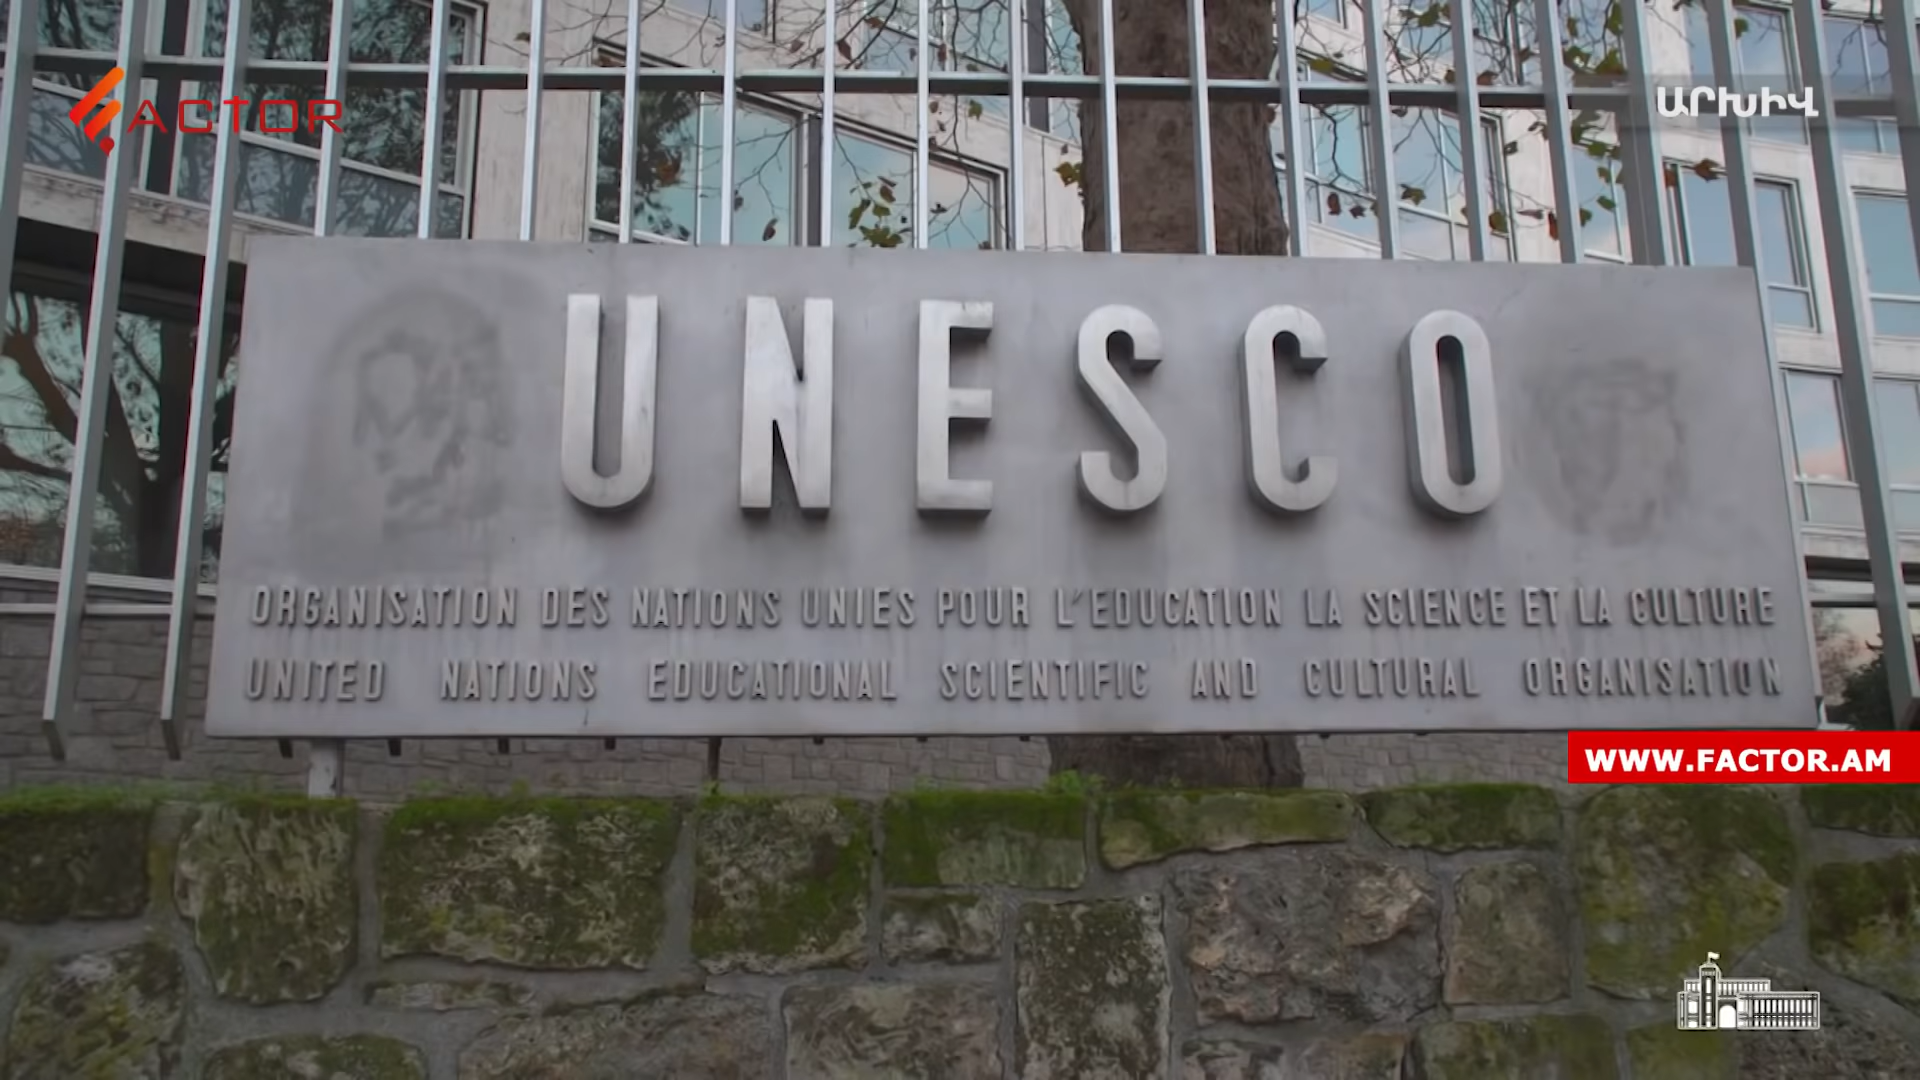 ACTOR
ԱՐԽԻՎ
UNESCO
ORGANISATION DES NATIONS UNIES POUR L'EDUCATION LA SCIENCE ET LA CULTURE
UNITED NATIONS EDUCATIONAL SCIENTIFIC AND CULTURAL ORGANISATION
WWW.FACTOR.AM